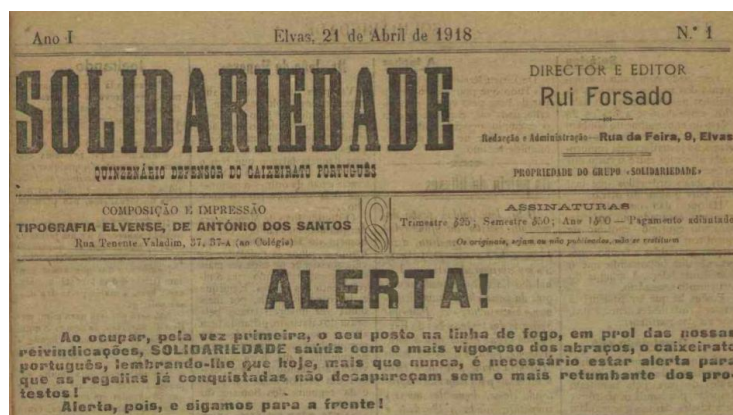 Ano I
Elvas, 21 de Abril de 1918
N.º 1
SOLIDARIEDADE
QUINZENÁRIO DEFENSOR DO CAIXEIRATO PORTUGUÊS
DIRECTOR E EDITOR
Rui Forsado
Redacção e Administração—Rua da Feira, 9, Elvas
PROPRIEDADE DO GRUPO «SOLIDARIEDADE»
COMPOSIÇÃO E IMPRESSÃO
TIPOGRAFIA ELVENSE, DE ANTÓNIO DOS SANTOS
Rua Tenente Valadim, 37, 37-A (ao Colégio)
ASSINATURAS
Trimestre $25; Semestre $50; Ano 1$00 — Pagamento adiantado
Os originais, sejam ou não publicados, não se restituem
ALERTA!
Ao ocupar, pela vez primeira, o seu posto na linha de fogo, em prol das nossas
reivindicações, SOLIDARIEDADE saúda com o mais vigoroso dos abraços, o caixeirato
português, lembrando-lhe que hoje, mais que nunca, é necessário estar alerta para
que as regalias já conquistadas não desapareçam sem o mais retumbante dos pro-
testos!
Alerta, pois, e sigamos para a frente!